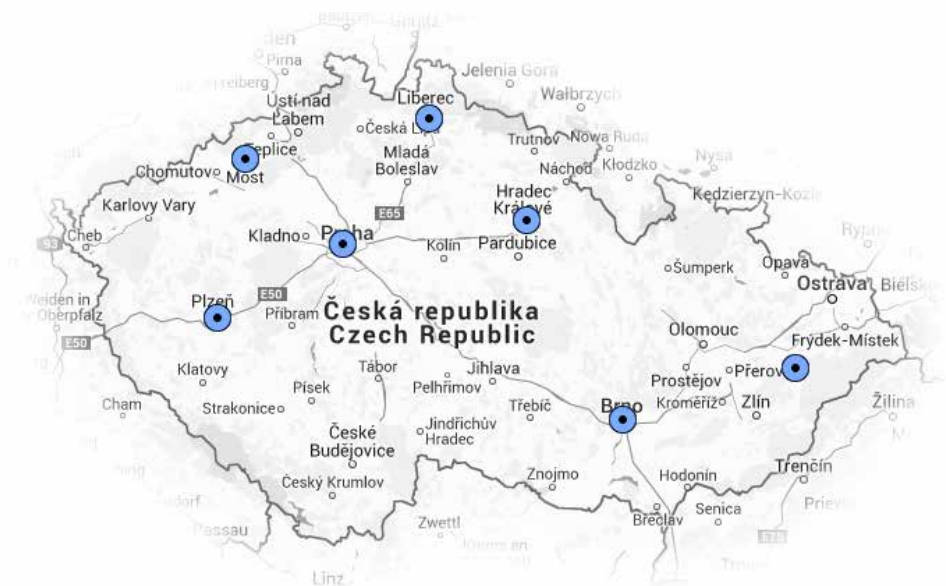 Pirna
Freiberg
Jelenia Góra
Wałbrzych
Ústí nad
Labem
Liberec
Česká
Teplice
Trutnov
Nowa Ruda
Chomutov
Most
Mladá
Boleslav
Náchod
Kłodzko
Nysa
Karlovy Vary
Hradec
Králové
Kędzierzyn-Koźle
E65
Cheb
93
Kladno
Praha
Kolín
Pardubice
Šumperk
Opava
Ostrava
Weiden in
Oberpfalz
E50
Plzeň
Příbram
Česká republika
Czech Republic
Olomouc
Frýdek-Místek
E50
Klatovy
Tábor
Jihlava
Prostějov
Přerov
Písek
Pelhřimov
Cham
Strakonice
Třebíč
Brno
Kroměříž
Zlín
Žilina
České
Budějovice
Jindřichův
Hradec
Český Krumlov
Znojmo
Hodonín
Trenčín
Břeclav
Senica
Passau
Zwettl
E75
Linz